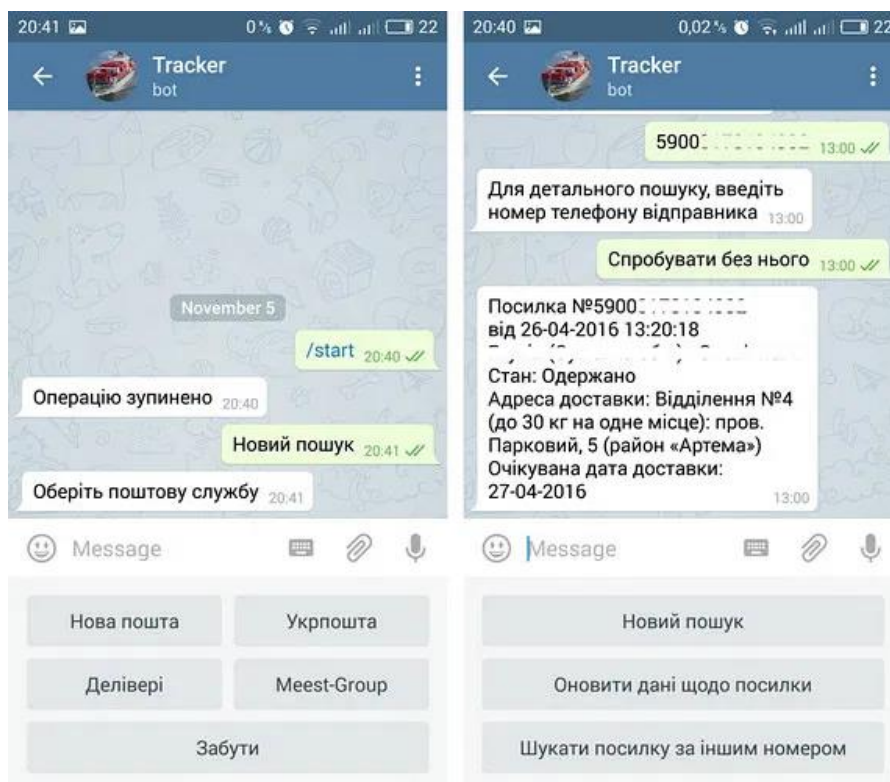 20:41
0 % 22
Tracker
bot
November 5
/start 20:40
Операцію зупинено 20:40
Новий пошук 20:41
Оберіть поштову службу 20:41
Message
Нова пошта
Укрпошта
Делівері
Meest-Group
Забути
20:40
0,02 % 22
Tracker
bot
5900 13:00
Для детального пошуку, введіть
номер телефону відправника 13:00
Спробувати без нього 13:00
Посилка №5900
від 26-04-2016 13:20:18
Стан: Одержано
Адреса доставки: Відділення №4
(до 30 кг на одне місце): пров.
Парковий, 5 (район «Артема»)
Очікувана дата доставки:
27-04-2016 13:00
Message
Новий пошук
Оновити дані щодо посилки
Шукати посилку за іншим номером